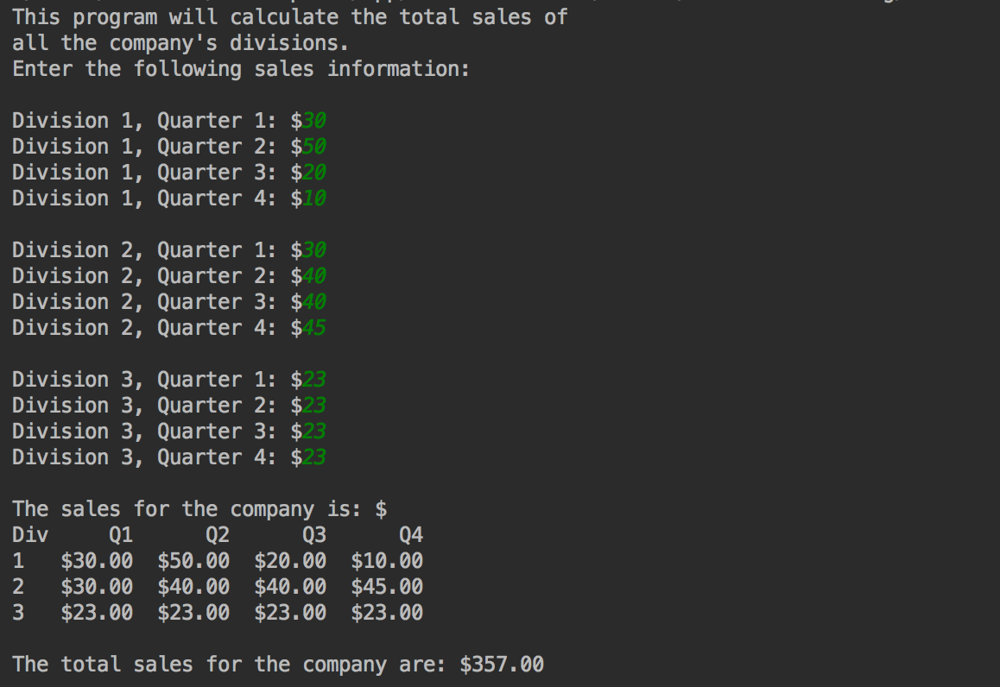 This program will calculate the total sales of
all the company's divisions.
Enter the following sales information:
Division 1, Quarter 1: $30
Division 1, Quarter 2: $50
Division 1, Quarter 3: $20
Division 1, Quarter 4: $10
Division 2, Quarter 1: $30
Division 2, Quarter 2: $40
Division 2, Quarter 3: $40
Division 2, Quarter 4: $45
Division 3, Quarter 1: $23
Division 3, Quarter 2: $23
Division 3, Quarter 3: $23
Division 3, Quarter 4: $23
The sales for the company is: $
Div     Q1      Q2      Q3      Q4
1   $30.00  $50.00  $20.00  $10.00
2   $30.00  $40.00  $40.00  $45.00
3   $23.00  $23.00  $23.00  $23.00
The total sales for the company are: $357.00